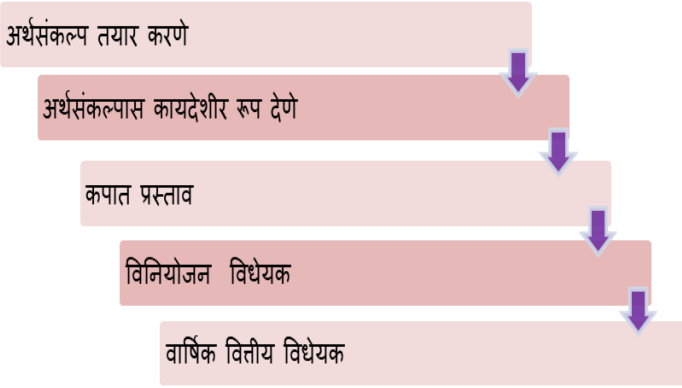 अर्थसंकल्प तयार करणे
अर्थसंकल्पास कायदेशीर रूप देणे
कपात प्रस्ताव
विनियोजन विधेयक
वार्षिक वित्तीय विधेयक